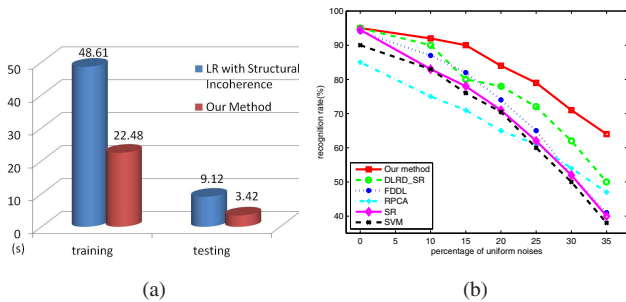 50
40
30
20
10
0
(s)
48.61
22.48
9.12
3.42
training
testing
LR with Structural
Incoherence
Our Method
(a)
100
90
80
70
60
50
40
recognition rate(%)
Our method
DLRD_SR
FDDL
RPCA
SR
SVM
0 5 10 15 20 25 30 35
percentage of uniform noises
(b)